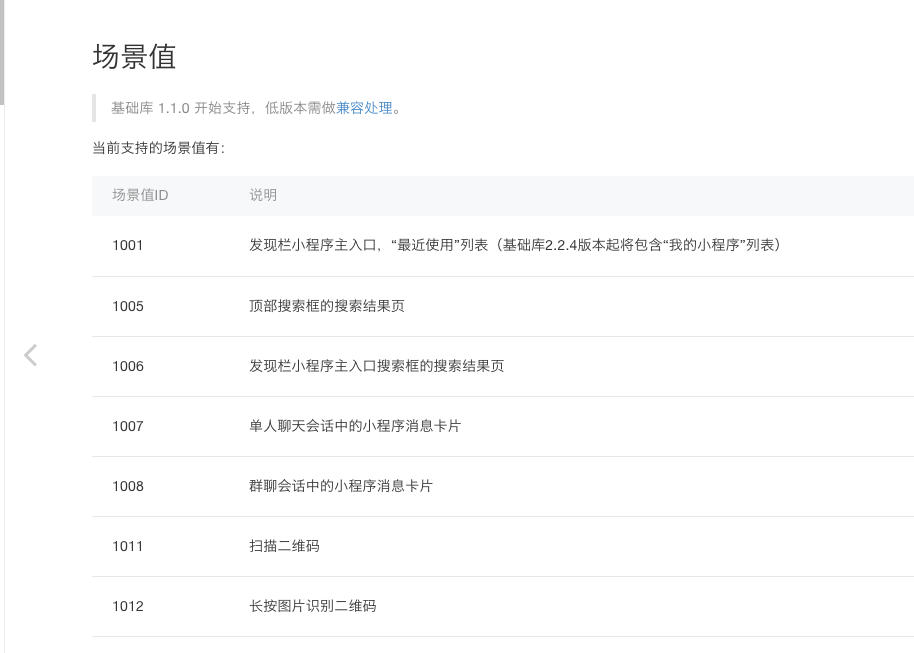 场景值
基础库 1.1.0 开始支持，低版本需做兼容处理。
当前支持的场景值有：
场景值ID 说明
1001 发现栏小程序主入口，“最近使用”列表（基础库2.2.4版本起将包含“我的小程序”列表）
1005 顶部搜索框的搜索结果页
1006 发现栏小程序主入口搜索框的搜索结果页
1007 单人聊天会话中的小程序消息卡片
1008 群聊会话中的小程序消息卡片
1011 扫描二维码
1012 长按图片识别二维码